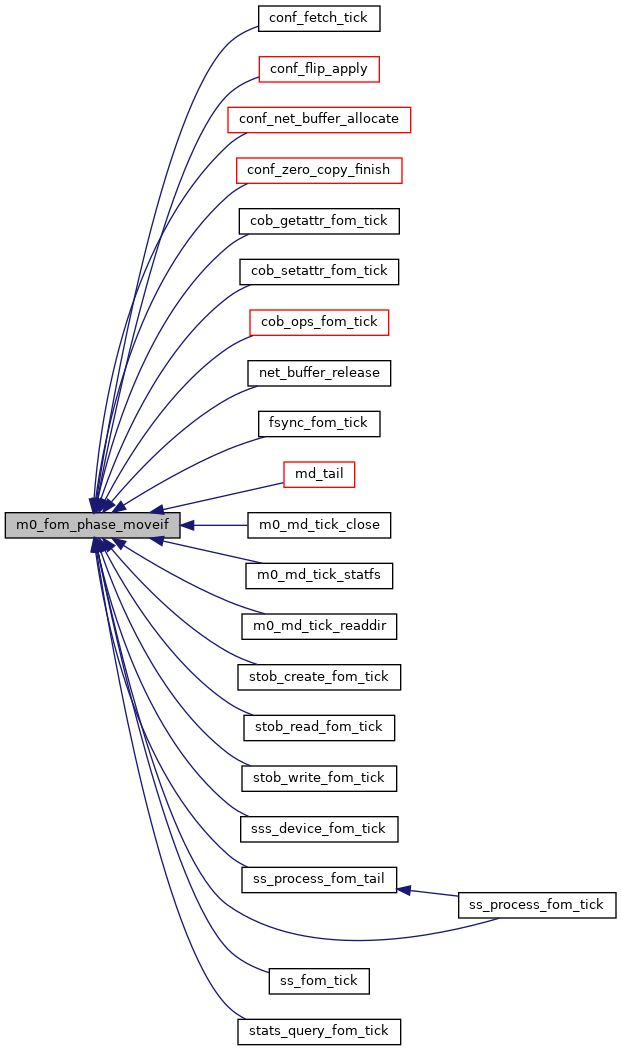 conf_fetch_tick
conf_flip_apply
conf_net_buffer_allocate
conf_zero_copy_finish
cob_getattr_fom_tick
cob_setattr_fom_tick
cob_ops_fom_tick
net_buffer_release
fsync_fom_tick
md_tail
m0_fom_phase_moveif
m0_md_tick_close
m0_md_tick_statfs
m0_md_tick_readdir
stob_create_fom_tick
stob_read_fom_tick
stob_write_fom_tick
sss_device_fom_tick
ss_process_fom_tail
ss_process_fom_tick
ss_fom_tick
stats_query_fom_tick